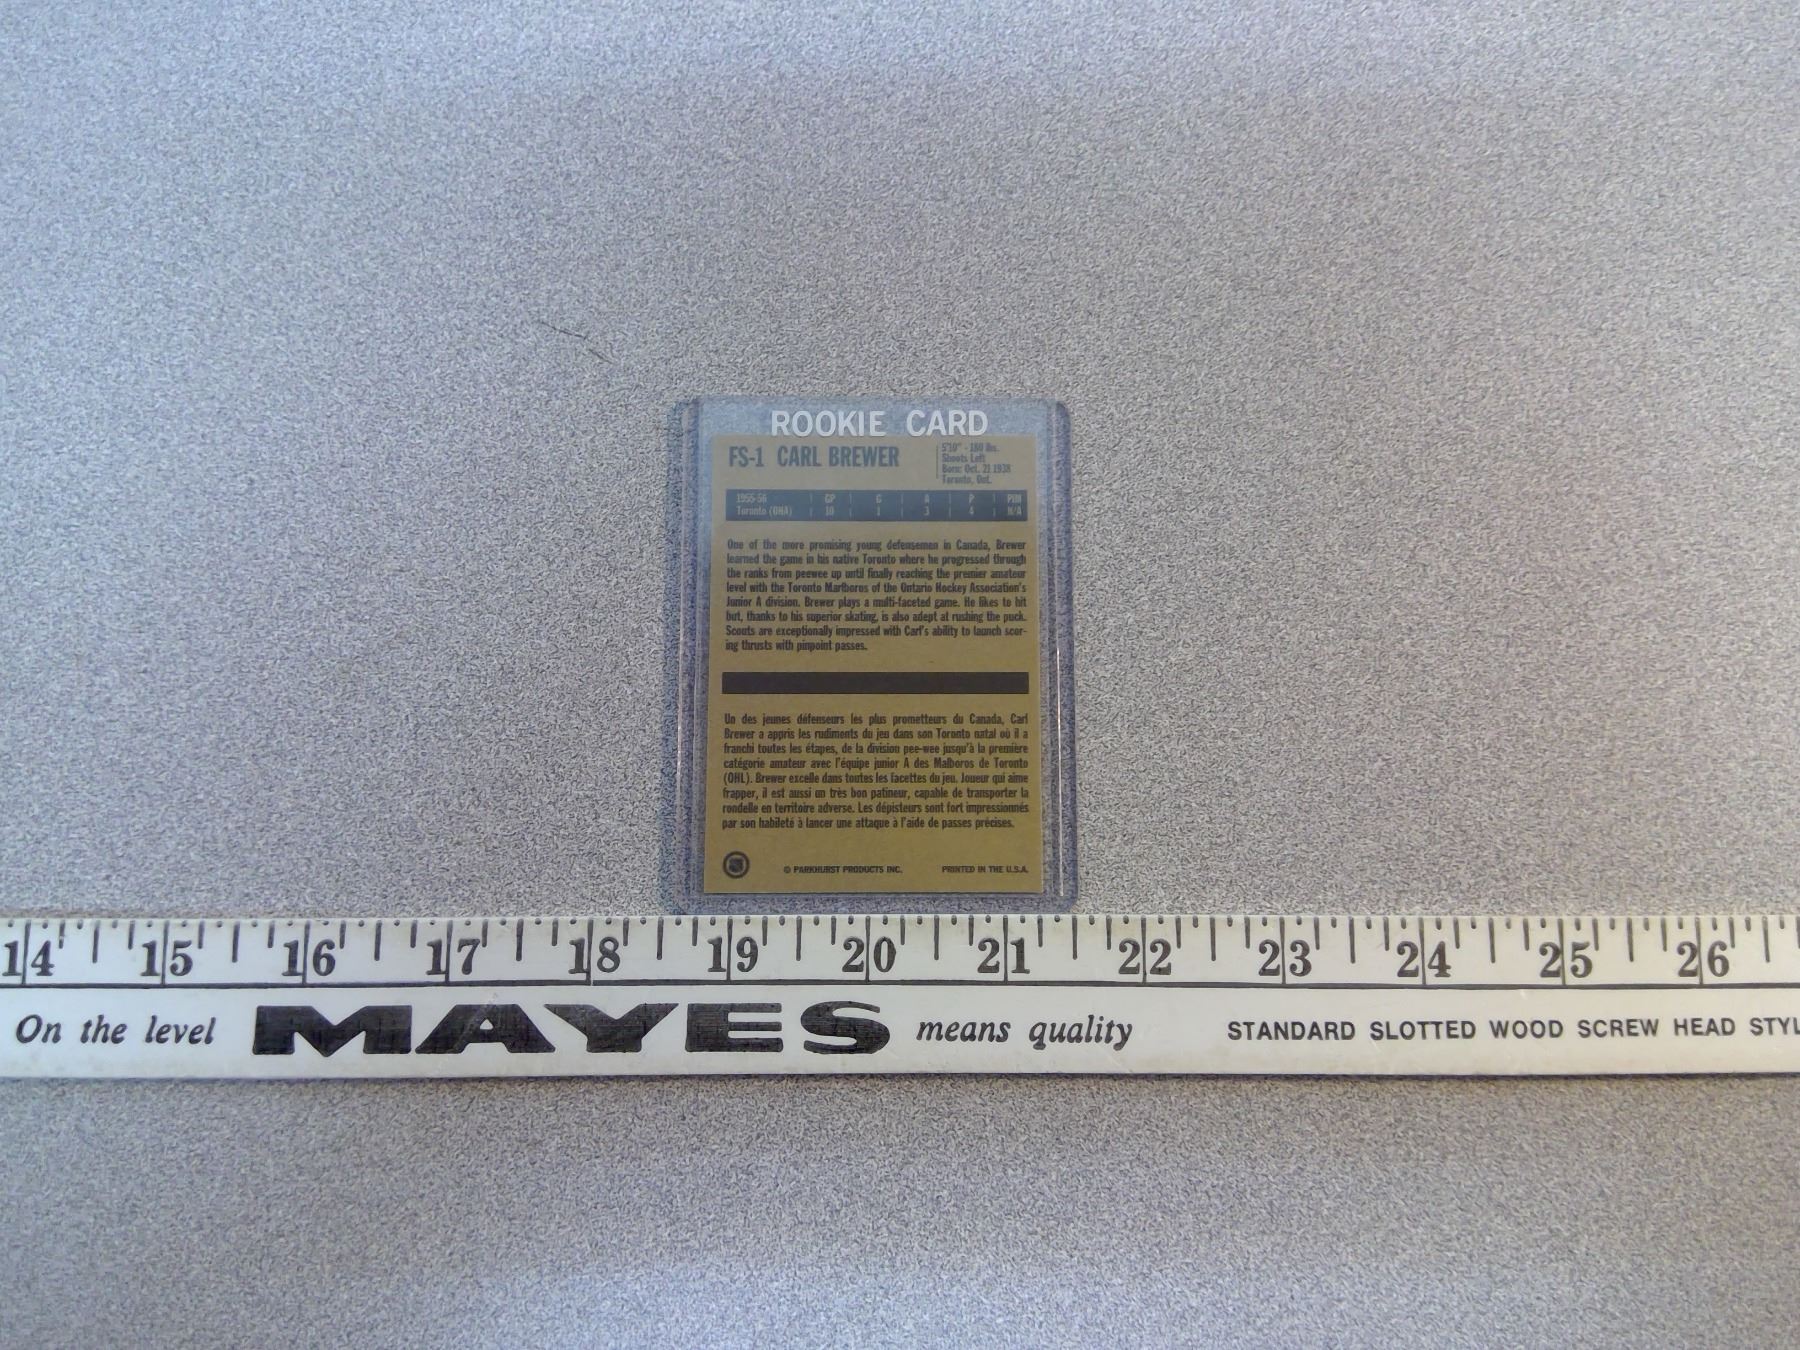 ROOKIE CARD
FS-1 CARL BREWER
5'10" - 180 lbs.
Shoots Left
Born: Oct. 21 1938
Toronto, Ont.
1955-56 GP G A P PIM
Toronto (OHA) 10 1 3 4 N/A
One of the more promising young defensemen in Canada, Brewer
learned the game in his native Toronto where he progressed through
the ranks from peewee up until finally reaching the premier amateur
level with the Toronto Marlboros of the Ontario Hockey Association's
Junior A division. Brewer plays a multi-faceted game. He likes to hit
but, thanks to his superior skating, is also adept at rushing the puck.
Scouts are exceptionally impressed with Carl's ability to launch scor-
ing thrusts with pinpoint passes.
Un des jeunes défenseurs les plus prometteurs du Canada, Carl
Brewer a appris les rudiments du jeu dans son Toronto natal où il a
franchi toutes les étapes, de la division pee-wee jusqu'à la première
catégorie amateur avec l'équipe junior A des Malboros de Toronto
(OHL). Brewer excelle dans toutes les facettes du jeu. Joueur qui aime
frapper, il est aussi un très bon patineur, capable de transporter la
rondelle en territoire adverse. Les dépisteurs sont fort impressionnés
par son habileté à lancer une attaque à l'aide de passes précises.
© PARKHURST PRODUCTS INC. PRINTED IN THE U.S.A.
14 15 16 17 18 19 20 21 22 23 24 25 26
On the level MAYES means quality STANDARD SLOTTED WOOD SCREW HEAD STYL